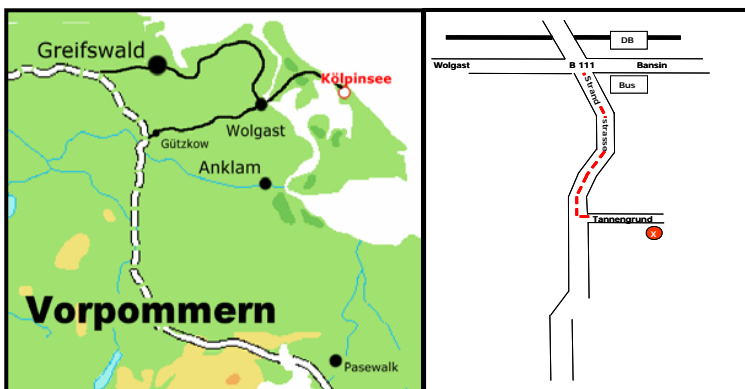 Greifswald
Kölpinsee
Wolgast
Gützkow
Anklam
Vorpommern
Pasewalk
DB
Wolgast
B 111
Bansin
Bus
Strand
strasse
Tannengrund
X